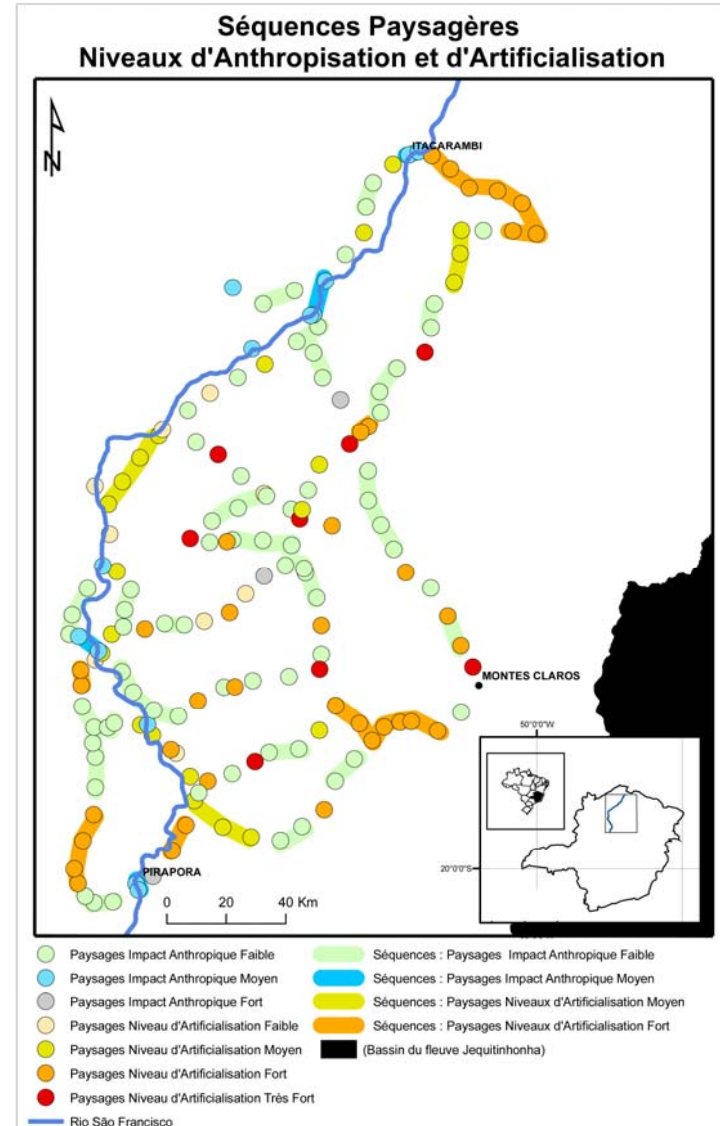 Séquences Paysagères
Niveaux d'Anthropisation et d'Artificialisation
N
ITACARAMBI
MONTES CLAROS
50°0'0"W
20°0'0"S
PIRAPORA
0 20 40 Km
Paysages Impact Anthropique Faible
Paysages Impact Anthropique Moyen
Paysages Impact Anthropique Fort
Paysages Niveau d'Artificialisation Faible
Paysages Niveau d'Artificialisation Moyen
Paysages Niveau d'Artificialisation Fort
Paysages Niveau d'Artificialisation Très Fort
Rio São Francisco
Séquences : Paysages Impact Anthropique Faible
Séquences : Paysages Impact Anthropique Moyen
Séquences : Paysages Niveaux d'Artificialisation Moyen
Séquences : Paysages Niveaux d'Artificialisation Fort
(Bassin du fleuve Jequitinhonha)